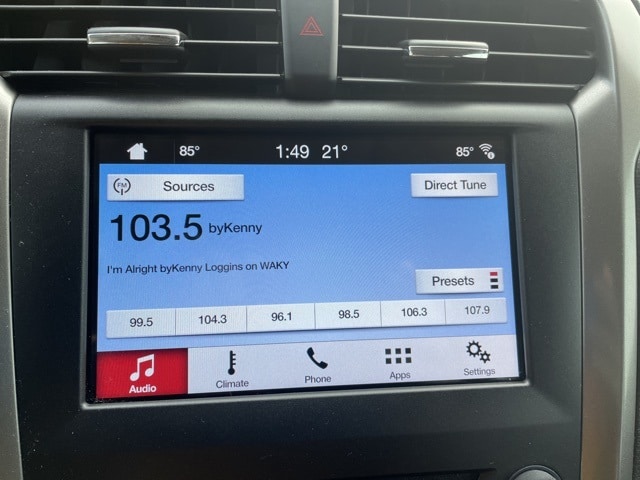 85° 1:49 21° 85°
FM Sources Direct Tune
103.5 byKenny
I'm Alright byKenny Loggins on WAKY
Presets
99.5 104.3 96.1 98.5 106.3 107.9
Audio Climate Phone Apps Settings